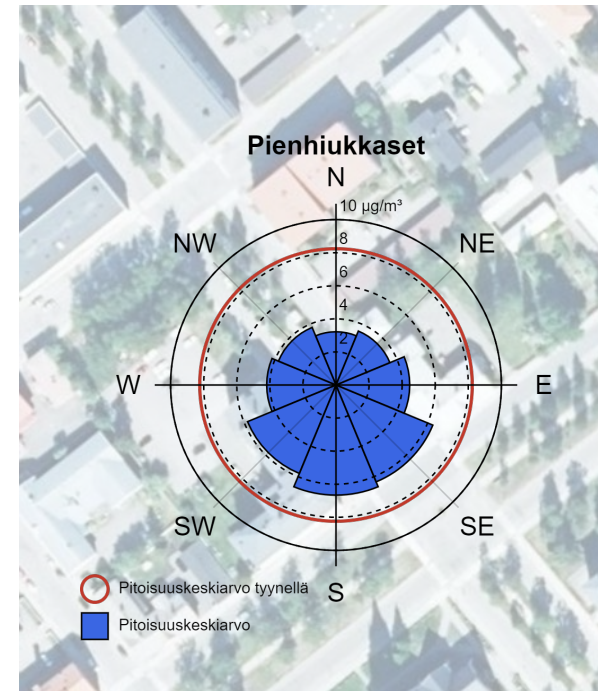 Pienhiukkaset
N
10 µg/m³
NW
8
NE
6
4
2
W
E
SW
SE
S
Pitoisuuskeskiarvo tyynellä
Pitoisuuskeskiarvo